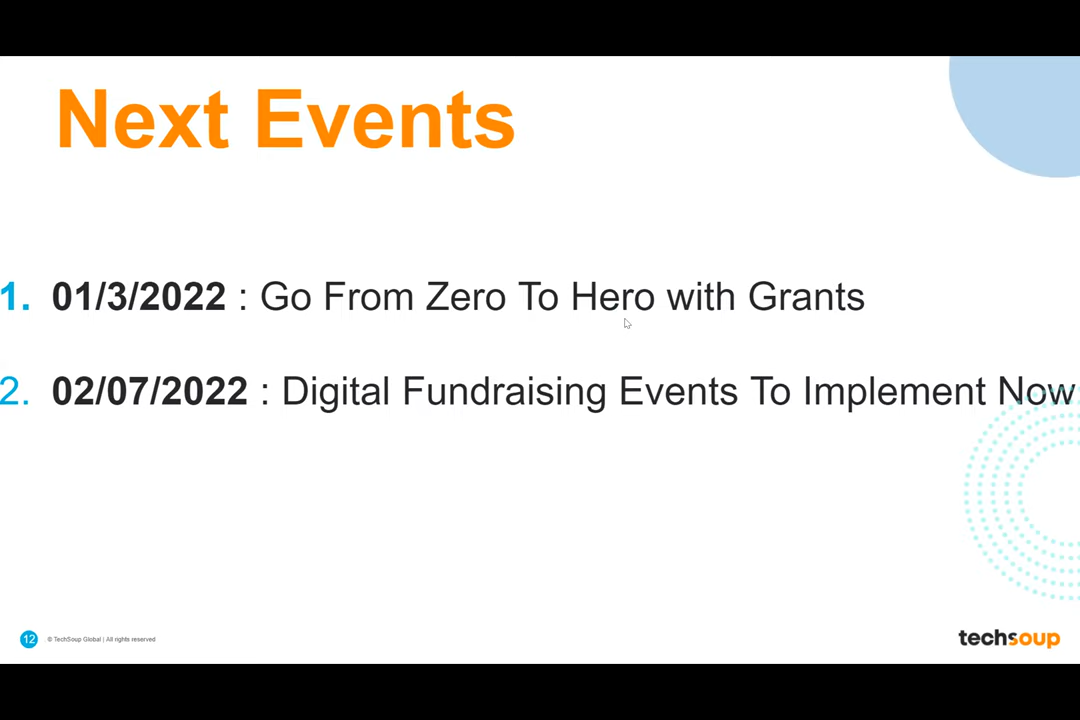 Next Events
1. 01/3/2022 : Go From Zero To Hero with Grants
2. 02/07/2022 : Digital Fundraising Events To Implement Now
12 © TechSoup Global | All rights reserved
techsoup